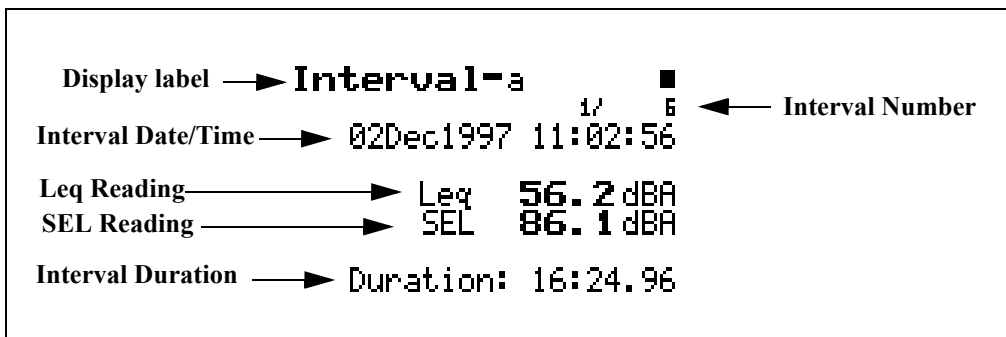 Display label Interval-a
1/ 6 Interval Number
Interval Date/Time 02Dec1997 11:02:56
Leq Reading Leq 56.2 dBA
SEL Reading SEL 86.1 dBA
Interval Duration Duration: 16:24.96